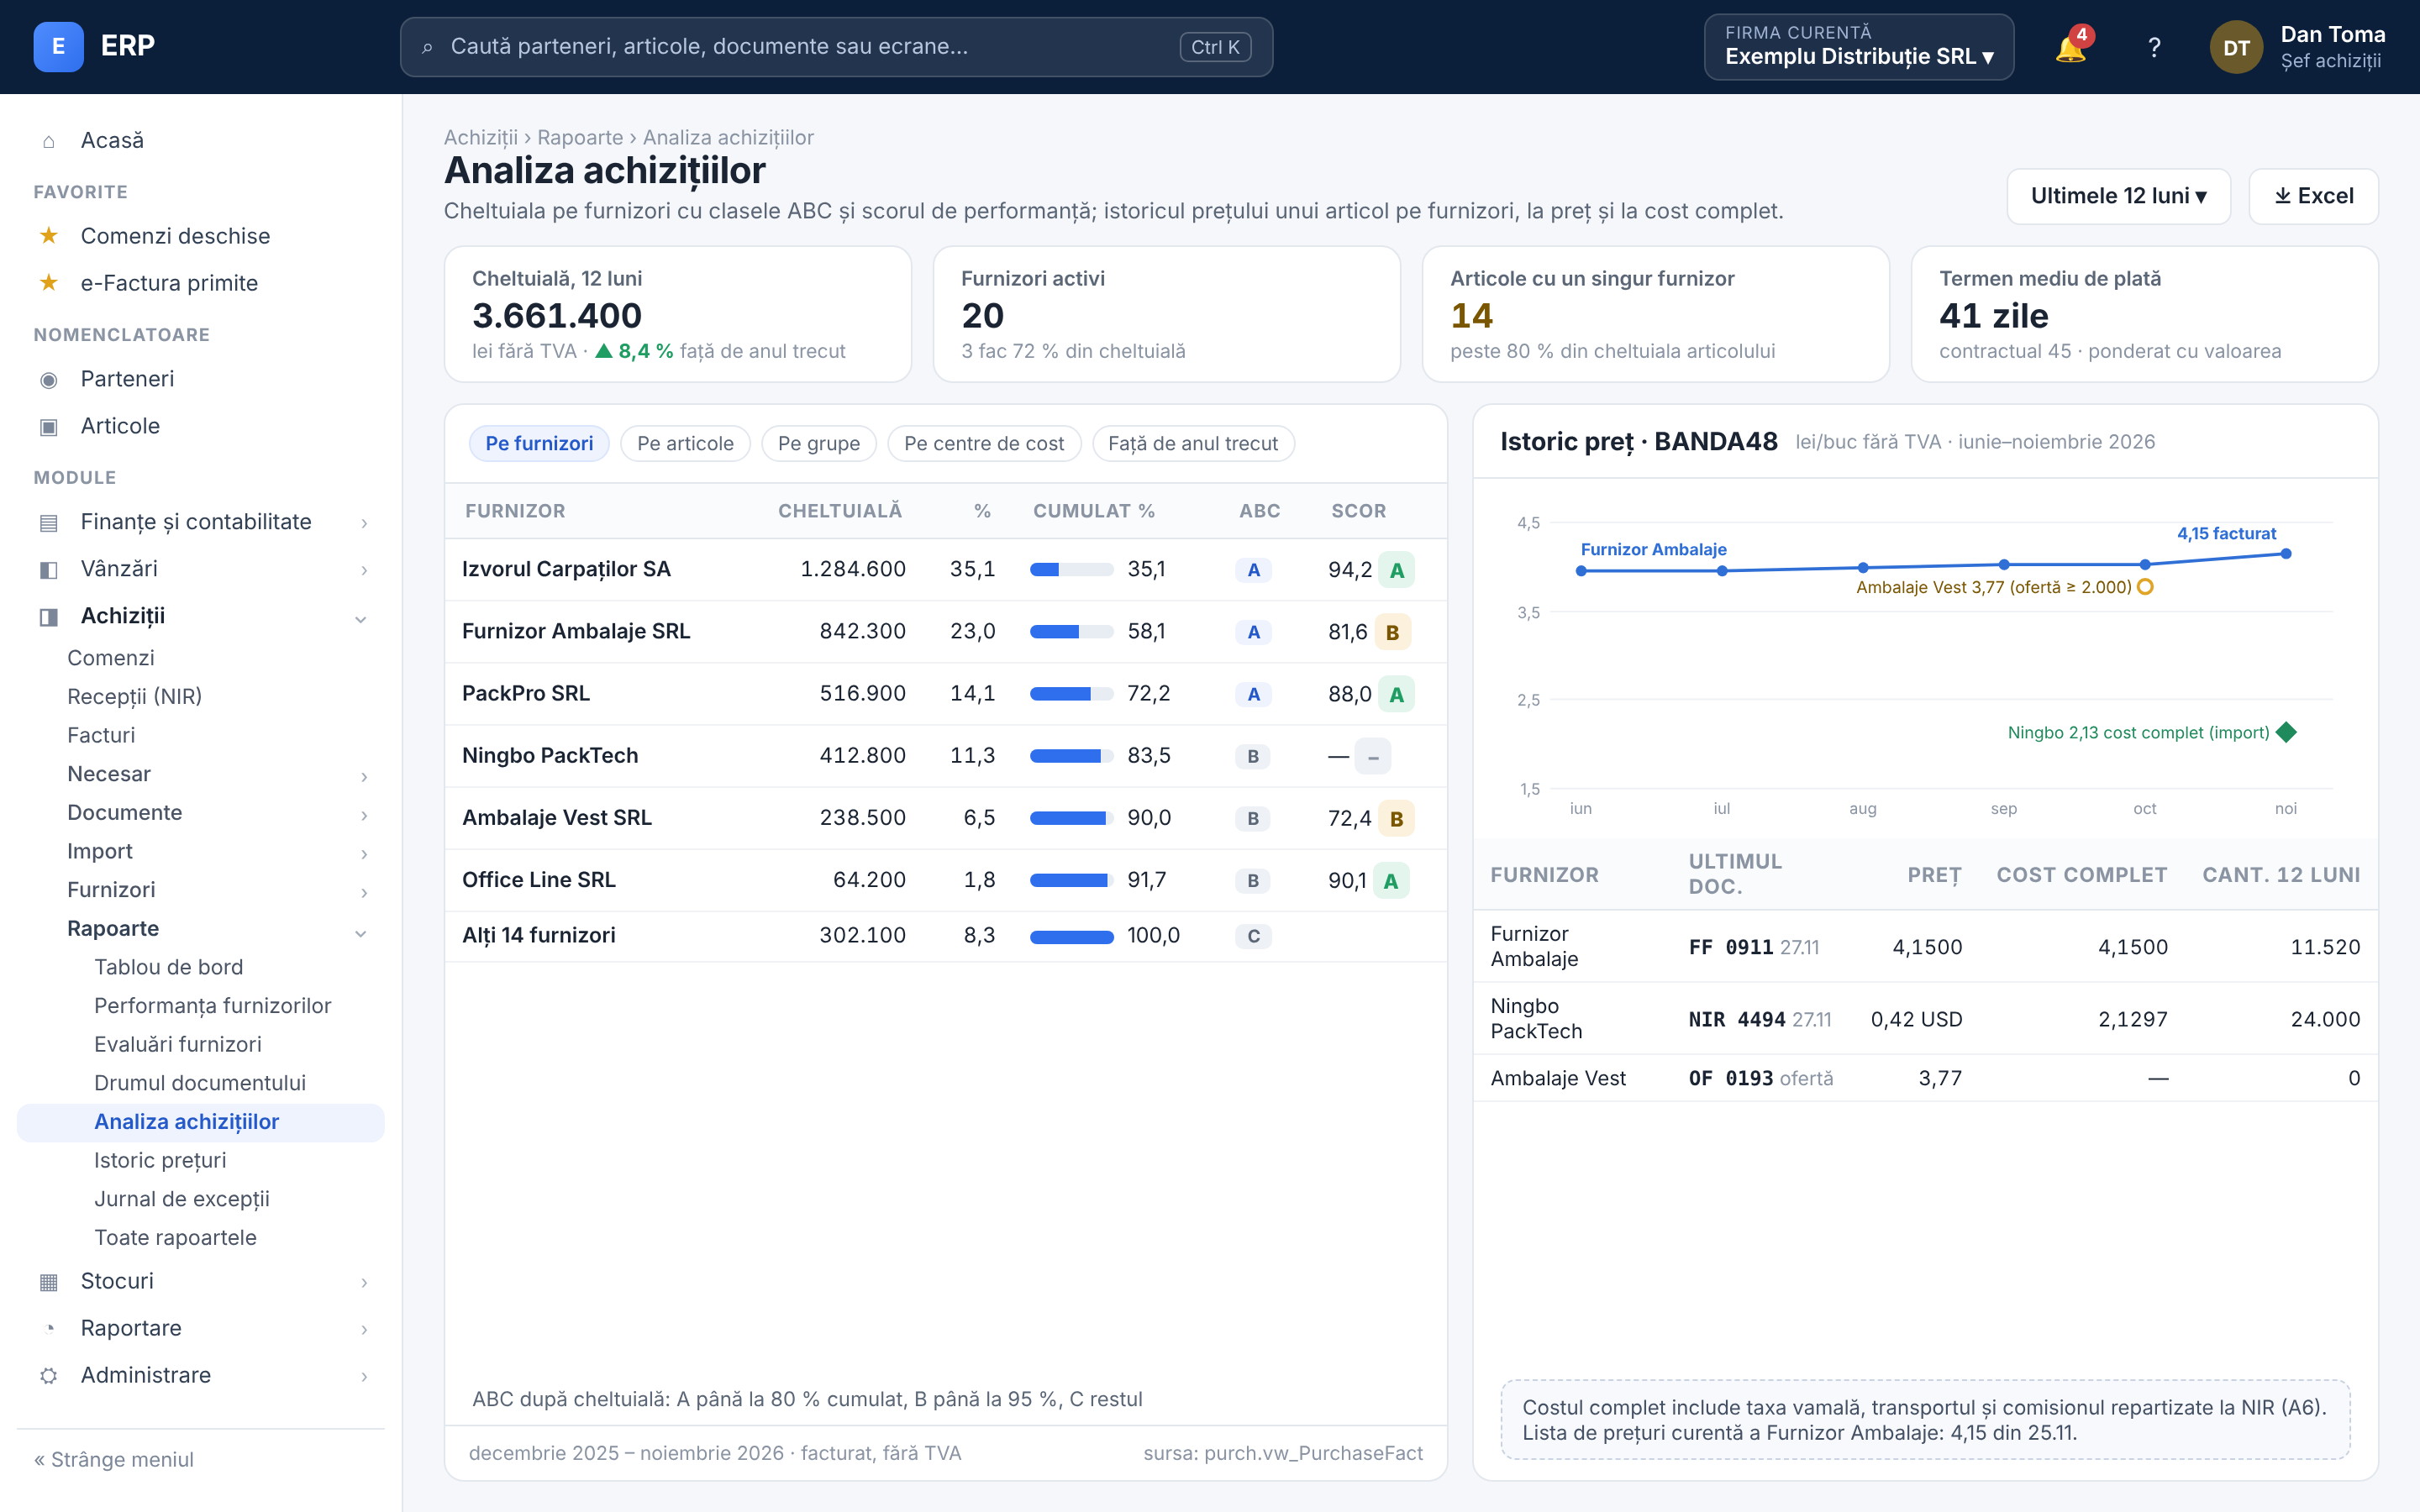 E ERP
Caută parteneri, articole, documente sau ecrane... Ctrl K
FIRMA CURENTĂ
Exemplu Distribuție SRL ▾
4
?
DT
Dan Toma
Șef achiziții
Acasă
FAVORITE
★ Comenzi deschise
★ e-Factura primite
NOMENCLATOARE
Parteneri
Articole
MODULE
Finanțe și contabilitate ›
Vânzări ›
Achiziții
Comenzi
Recepții (NIR)
Facturi
Necesar ›
Documente ›
Import ›
Furnizori ›
Rapoarte
Tablou de bord
Performanța furnizorilor
Evaluări furnizori
Drumul documentului
Analiza achizițiilor
Istoric prețuri
Jurnal de excepții
Toate rapoartele
Stocuri ›
Raportare ›
Administrare ›
« Strânge meniul
Achiziții › Rapoarte › Analiza achizițiilor
Analiza achizițiilor
Cheltuiala pe furnizori cu clasele ABC și scorul de performanță; istoricul prețului unui articol pe furnizori, la preț și la cost complet.
Ultimele 12 luni ▾
Excel
Cheltuială, 12 luni
3.661.400
lei fără TVA · ▲ 8,4 % față de anul trecut
Furnizori activi
20
3 fac 72 % din cheltuială
Articole cu un singur furnizor
14
peste 80 % din cheltuiala articolului
Termen mediu de plată
41 zile
contractual 45 · ponderat cu valoarea
Pe furnizori Pe articole Pe grupe Pe centre de cost Față de anul trecut
FURNIZOR CHELTUIALĂ % CUMULAT % ABC SCOR
Izvorul Carpaților SA 1.284.600 35,1 35,1 A 94,2 A
Furnizor Ambalaje SRL 842.300 23,0 58,1 A 81,6 B
PackPro SRL 516.900 14,1 72,2 A 88,0 A
Ningbo PackTech 412.800 11,3 83,5 B — –
Ambalaje Vest SRL 238.500 6,5 90,0 B 72,4 B
Office Line SRL 64.200 1,8 91,7 B 90,1 A
Alți 14 furnizori 302.100 8,3 100,0 C
ABC după cheltuială: A până la 80 % cumulat, B până la 95 %, C restul
decembrie 2025 – noiembrie 2026 · facturat, fără TVA sursa: purch.vw_PurchaseFact
Istoric preț · BANDA48 lei/buc fără TVA · iunie–noiembrie 2026
4,5
4,15 facturat
Furnizor Ambalaje
Ambalaje Vest 3,77 (ofertă ≥ 2.000)
3,5
2,5
Ningbo 2,13 cost complet (import)
1,5
iun iul aug sep oct noi
FURNIZOR ULTIMUL DOC. PREȚ COST COMPLET CANT. 12 LUNI
Furnizor Ambalaje FF 0911 27.11 4,1500 4,1500 11.520
Ningbo PackTech NIR 4494 27.11 0,42 USD 2,1297 24.000
Ambalaje Vest OF 0193 ofertă 3,77 — 0
Costul complet include taxa vamală, transportul și comisionul repartizate la NIR (A6).
Lista de prețuri curentă a Furnizor Ambalaje: 4,15 din 25.11.